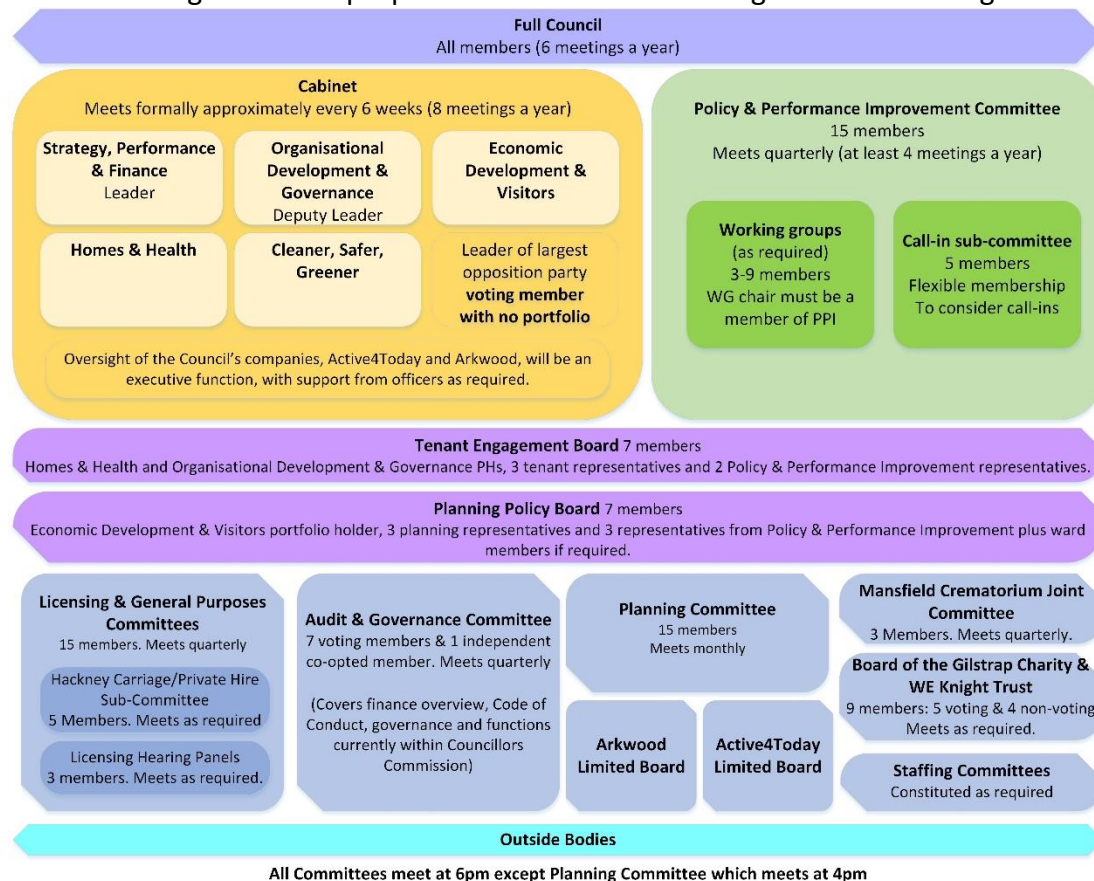 Full Council
All members (6 meetings a year)
Cabinet
Meets formally approximately every 6 weeks (8 meetings a year)
Strategy, Performance
& Finance
Leader
Organisational
Development &
Governance
Deputy Leader
Economic
Development &
Visitors
Homes & Health
Cleaner, Safer,
Greener
Leader of largest
opposition party
voting member
with no portfolio
Oversight of the Council's companies, Active4Today and Arkwood, will be an
executive function, with support from officers as required.
Policy & Performance Improvement Committee
15 members
Meets quarterly (at least 4 meetings a year)
Working groups
(as required)
3-9 members
WG chair must be a
member of PPI
Call-in sub-committee
5 members
Flexible membership
To consider call-ins
Tenant Engagement Board 7 members
Homes & Health and Organisational Development & Governance PHs, 3 tenant representatives and 2 Policy & Performance Improvement representatives.
Planning Policy Board 7 members
Economic Development & Visitors portfolio holder, 3 planning representatives and 3 representatives from Policy & Performance Improvement plus ward
members if required.
Licensing & General Purposes
Committees
15 members. Meets quarterly
Hackney Carriage/Private Hire
Sub-Committee
5 Members. Meets as required
Licensing Hearing Panels
3 members. Meets as required.
Audit & Governance Committee
7 voting members & 1 independent
co-opted member. Meets quarterly
(Covers finance overview, Code of
Conduct, governance and functions
currently within Councillors
Commission)
Planning Committee
15 members
Meets monthly
Arkwood
Limited Board
Active4Today
Limited Board
Mansfield Crematorium Joint
Committee
3 Members. Meets quarterly.
Board of the Gilstrap Charity &
WE Knight Trust
9 members: 5 voting & 4 non-voting
Meets as required.
Staffing Committees
Constituted as required
Outside Bodies
All Committees meet at 6pm except Planning Committee which meets at 4pm